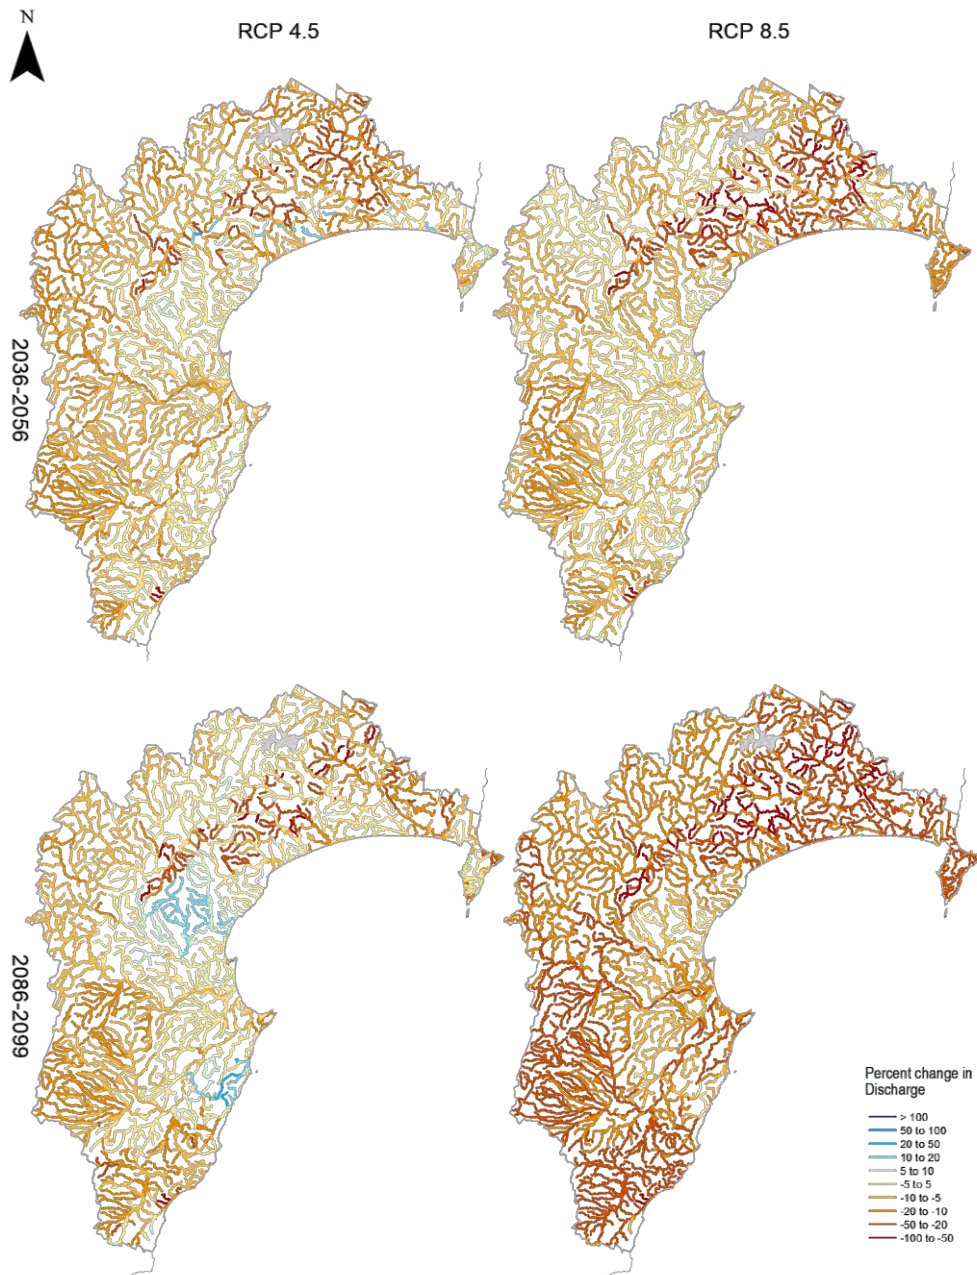 N
RCP 4.5
RCP 8.5
2036-2056
2086-2099
Percent change in
Discharge
> 100
50 to 100
20 to 50
10 to 20
5 to 10
-5 to 5
-10 to -5
-20 to -10
-50 to -20
-100 to -50